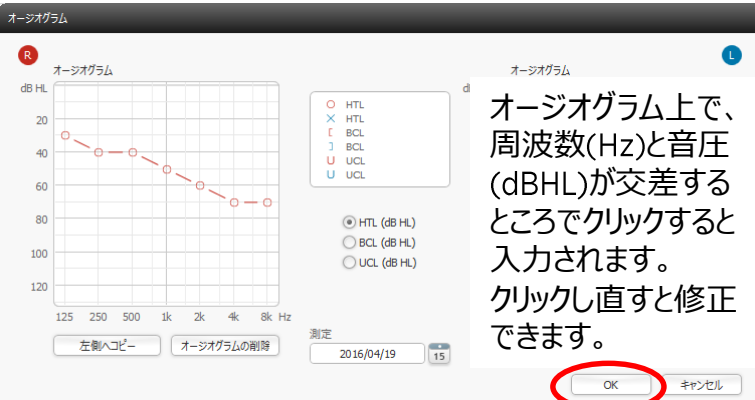 オージオグラム
R
L
オージオグラム
オージオグラム
dB HL
d
20
40
60
80
100
120
125 250 500 1k 2k 4k 8k Hz
HTL
HTL
BCL
BCL
UCL
UCL
HTL (dB HL)
BCL (dB HL)
UCL (dB HL)
左側へコピー
オージオグラムの削除
測定
2016/04/19
15
オージオグラム上で、
周波数(Hz)と音圧
(dBHL)が交差する
ところでクリックすると
入力されます。
クリックし直すと修正
できます。
OK
キャンセル